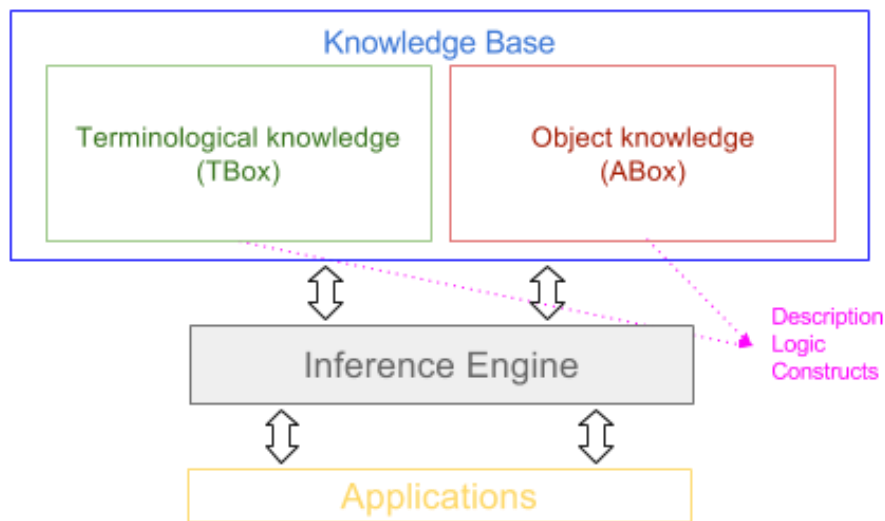 Knowledge Base
Terminological knowledge
(TBox)
Object knowledge
(ABox)
Description
Logic
Constructs
Inference Engine
Applications